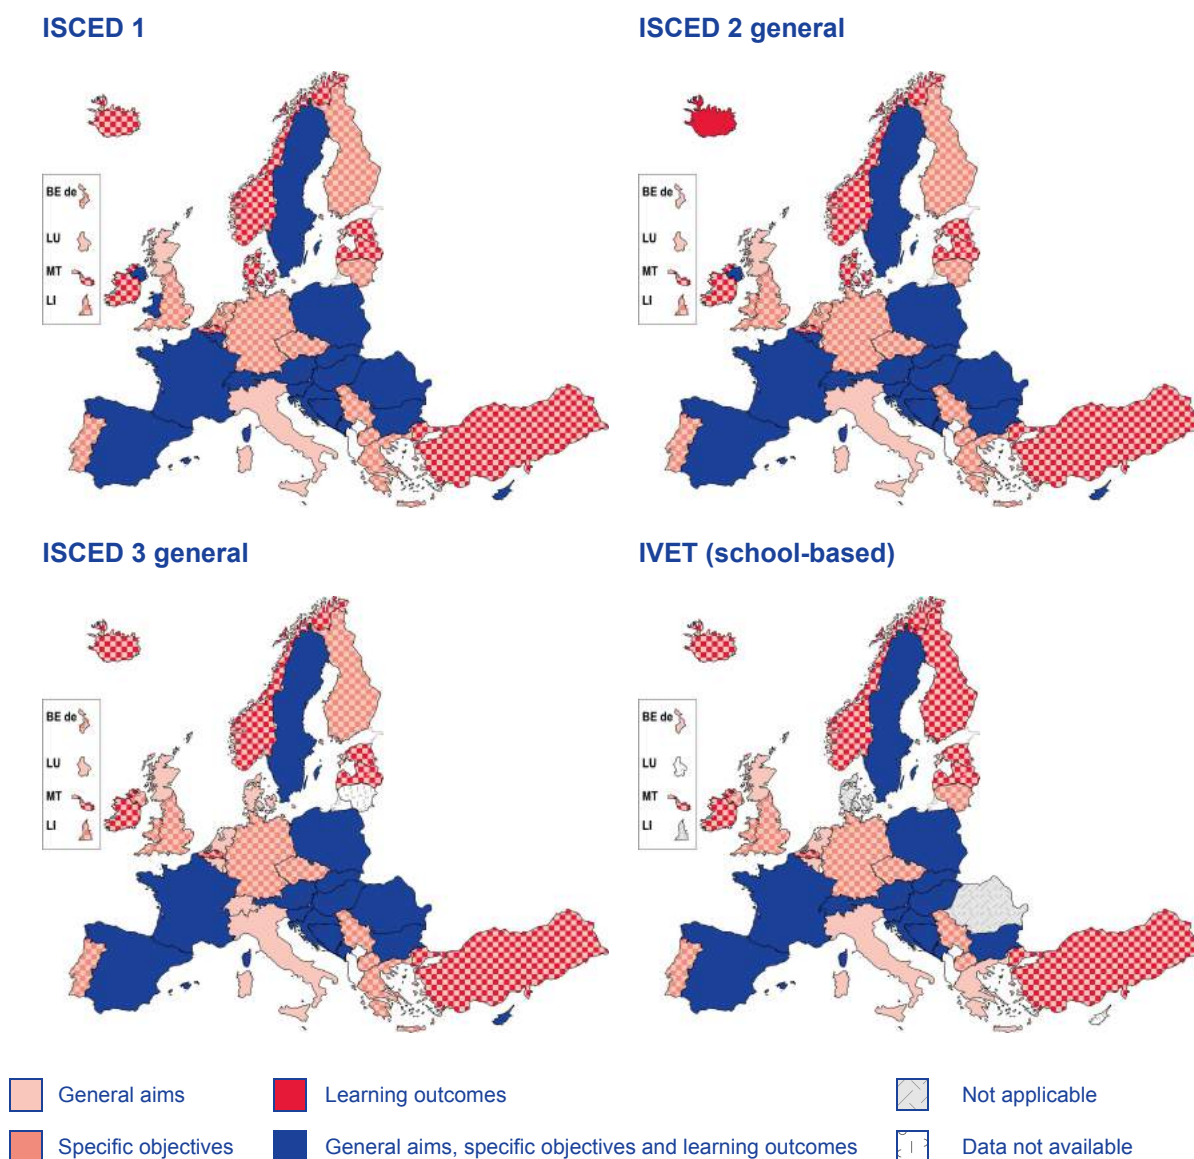 ISCED 1
ISCED 2 general
BE de
LU
MT
LI
BE de
LU
MT
LI
ISCED 3 general
IVET (school-based)
BE de
LU
MT
LI
BE de
LU
MT
LI
General aims
Learning outcomes
Not applicable
Specific objectives
General aims, specific objectives and learning outcomes
Data not available